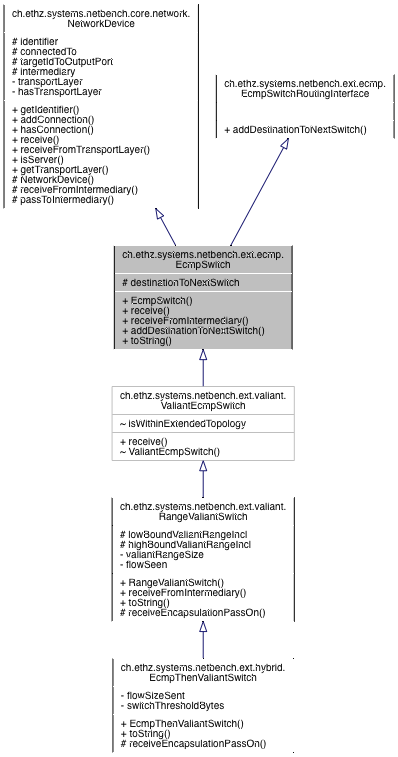 ch.ethz.systems.netbench.core.network.
NetworkDevice
# identifier
# connectedTo
# targetIdToOutputPort
# intermediary
- transportLayer
- hasTransportLayer
+ getIdentifier()
+ addConnection()
+ hasConnection()
+ receive()
+ receiveFromTransportLayer()
+ isServer()
+ getTransportLayer()
# NetworkDevice()
# receiveFromIntermediary()
# passToIntermediary()
ch.ethz.systems.netbench.ext.ecmp.
EcmpSwitchRoutingInterface
+ addDestinationToNextSwitch()
ch.ethz.systems.netbench.ext.ecmp.
EcmpSwitch
# destinationToNextSwitch
+ EcmpSwitch()
+ receive()
+ receiveFromIntermediary()
+ addDestinationToNextSwitch()
+ toString()
ch.ethz.systems.netbench.ext.valiant.
ValiantEcmpSwitch
~ isWithinExtendedTopology
+ receive()
~ ValiantEcmpSwitch()
ch.ethz.systems.netbench.ext.valiant.
RangeValiantSwitch
# lowBoundValiantRangeIncl
# highBoundValiantRangeIncl
- valiantRangeSize
- flowSeen
+ RangeValiantSwitch()
+ receiveFromIntermediary()
+ toString()
# receiveEncapsulationPassOn()
ch.ethz.systems.netbench.ext.hybrid.
EcmpThenValiantSwitch
- flowSizeSent
- switchThresholdBytes
+ EcmpThenValiantSwitch()
+ toString()
# receiveEncapsulationPassOn()